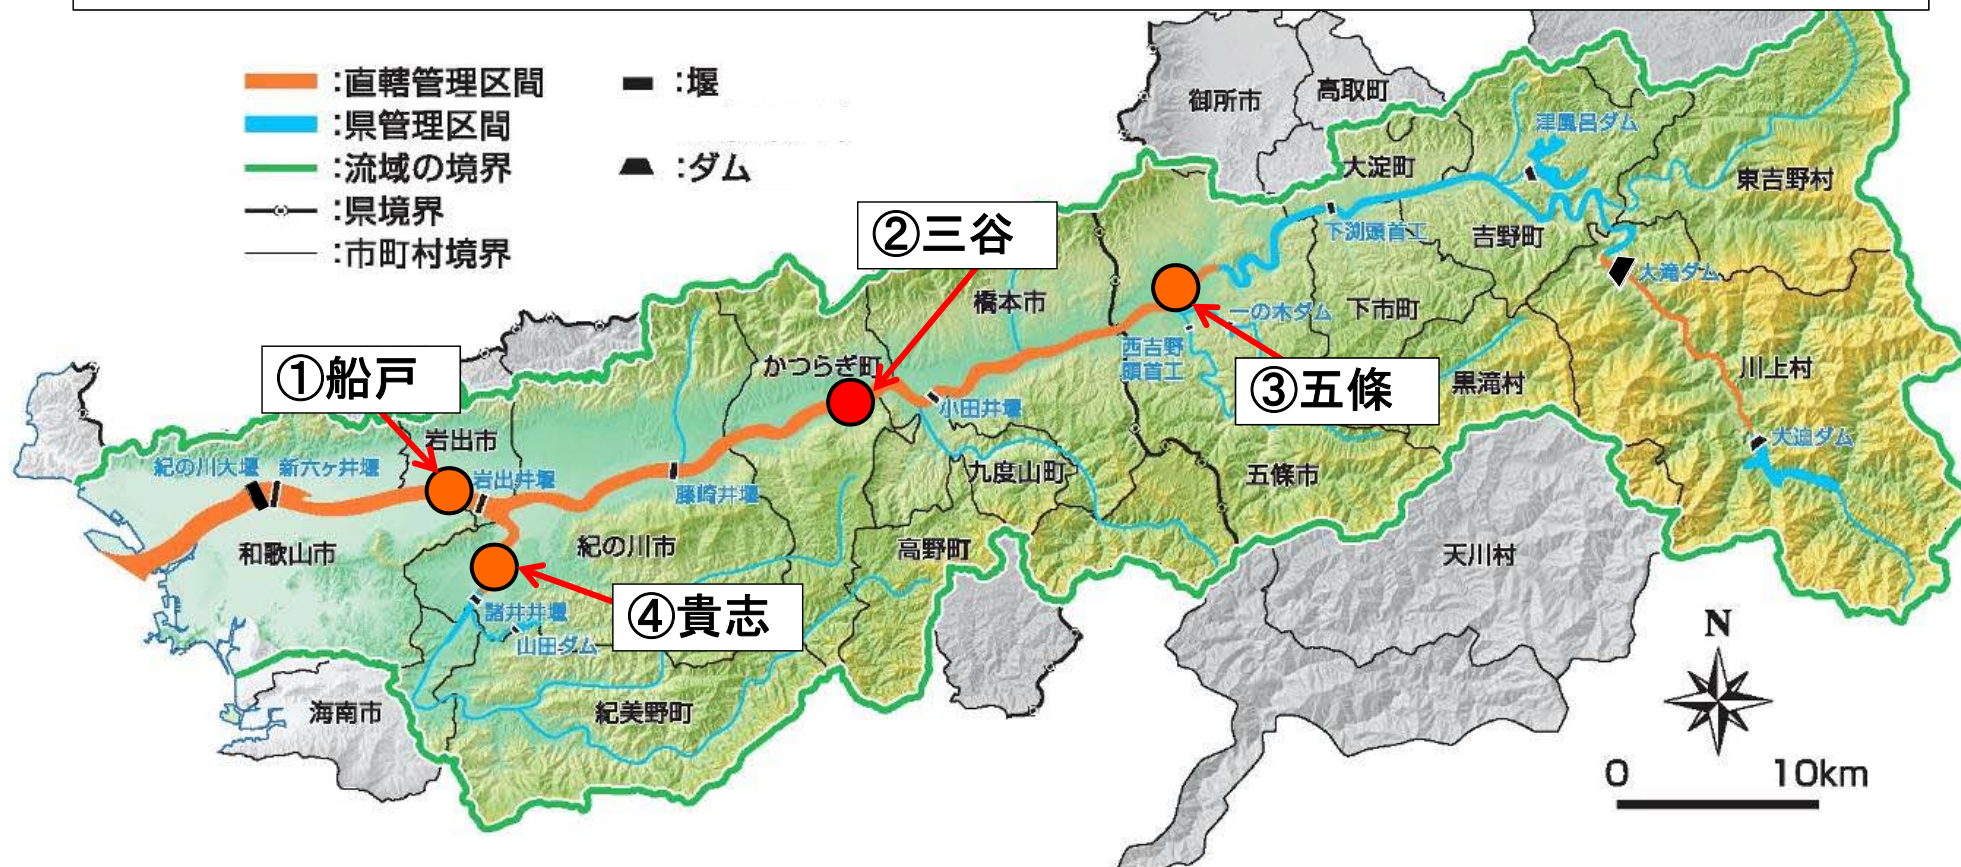 :直轄管理区間
:堰
:県管理区間
:流域の境界
:ダム
:県境界
:市町村境界
御所市
高取町
津風呂ダム
大淀町
東吉野村
②三谷
下渕頭首工
吉野町
大滝ダム
橋本市
一の木ダム
下市町
西吉野
頭首工
かつらぎ町
川上村
①船戸
③五條
黒滝村
小田井堰
岩出市
大迫ダム
紀の川大堰
新六ヶ井堰
岩出井堰
九度山町
五條市
藤崎井堰
和歌山市
紀の川市
高野町
天川村
諸井井堰
④貴志
山田ダム
N
海南市
紀美野町
0
10km